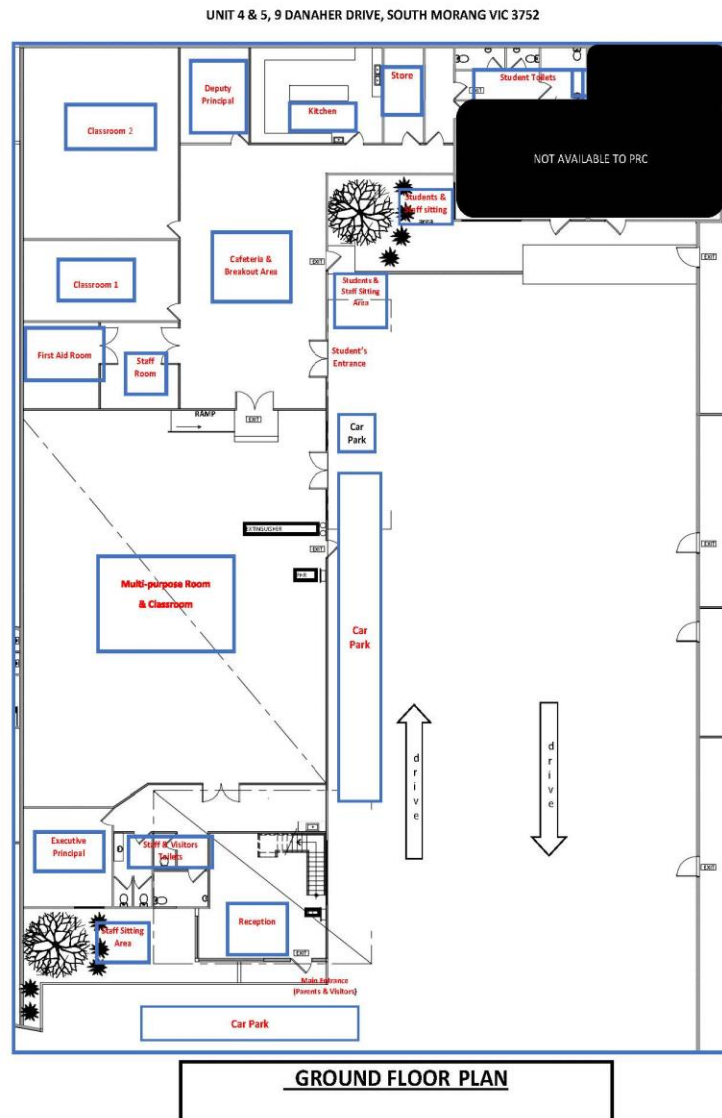 UNIT 4 & 5, 9 DANAHER DRIVE, SOUTH MORANG VIC 3752
Deputy
Principal
Store
Student Toilets
Kitchen
EXIT
Classroom 2
NOT AVAILABLE TO PRC
Students &
Staff sitting
area
EXIT
EXIT
Cafeteria &
Breakout Area
Classroom 1
Students &
Staff Sitting
Area
First Aid Room
Staff
Room
Student's
Entrance
RAMP
EXIT
Car
Park
EXTINGUISHER
EXIT
EXIT
Multi-purpose Room
& Classroom
Car
Park
drive
drive
Executive
Principal
Staff & Visitors
Toilets
EXIT
Staff Sitting
Area
Reception
EXIT
Main Entrance
(Parents & Visitors)
Car Park
GROUND FLOOR PLAN